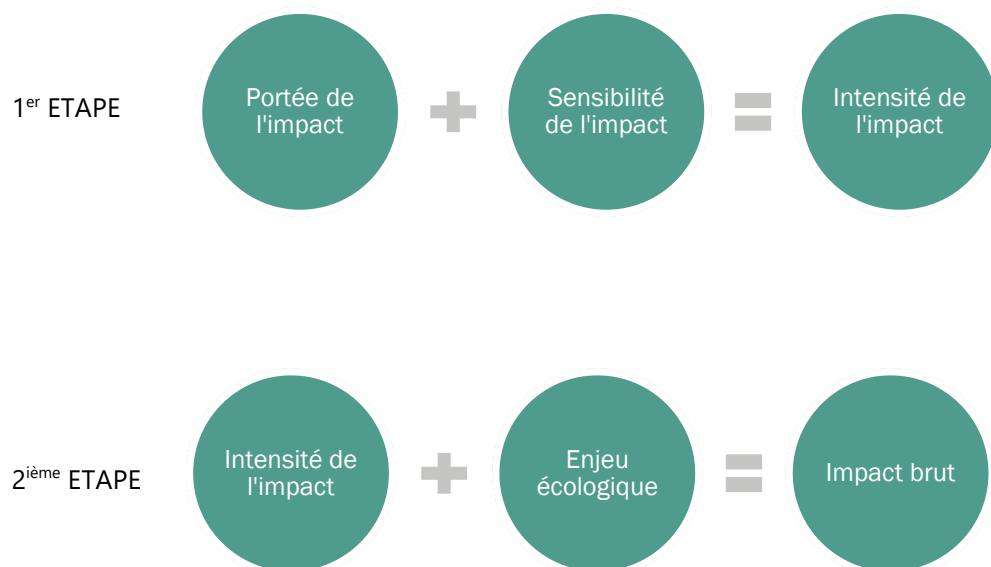 1er ETAPE
Portée de
l'impact
Sensibilité
de l'impact
Intensité de
l'impact
2ième ETAPE
Intensité de
l'impact
Enjeu
écologique
Impact brut